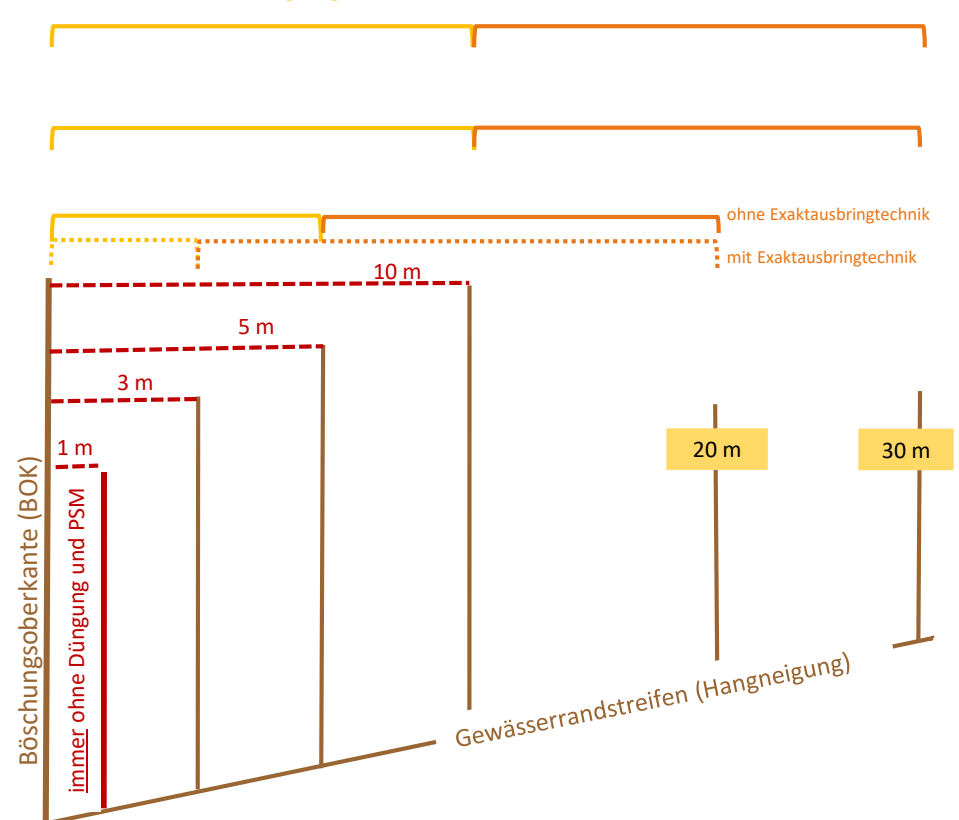 ohne Exaktausbringtechnik
mit Exaktausbringtechnik
10 m
5 m
3 m
1 m
20 m
30 m
Böschungsoberkante (BOK)
immer ohne Düngung und PSM
Gewässerrandstreifen (Hangneigung)